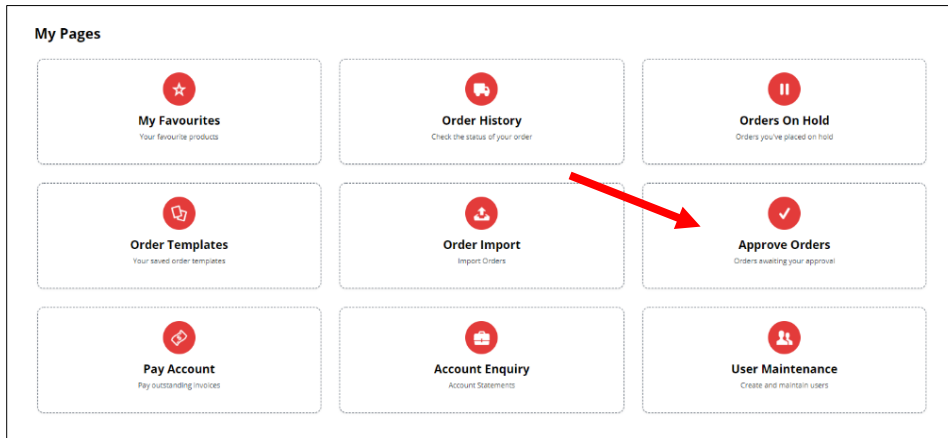 My Pages
My Favourites
Your favourite products
Order History
Check the status of your order
Orders On Hold
Orders you've placed on hold
Order Templates
Your saved order templates
Order Import
Import Orders
Approve Orders
Orders awaiting your approval
Pay Account
Pay outstanding invoices
Account Enquiry
Account Statements
User Maintenance
Create and maintain users